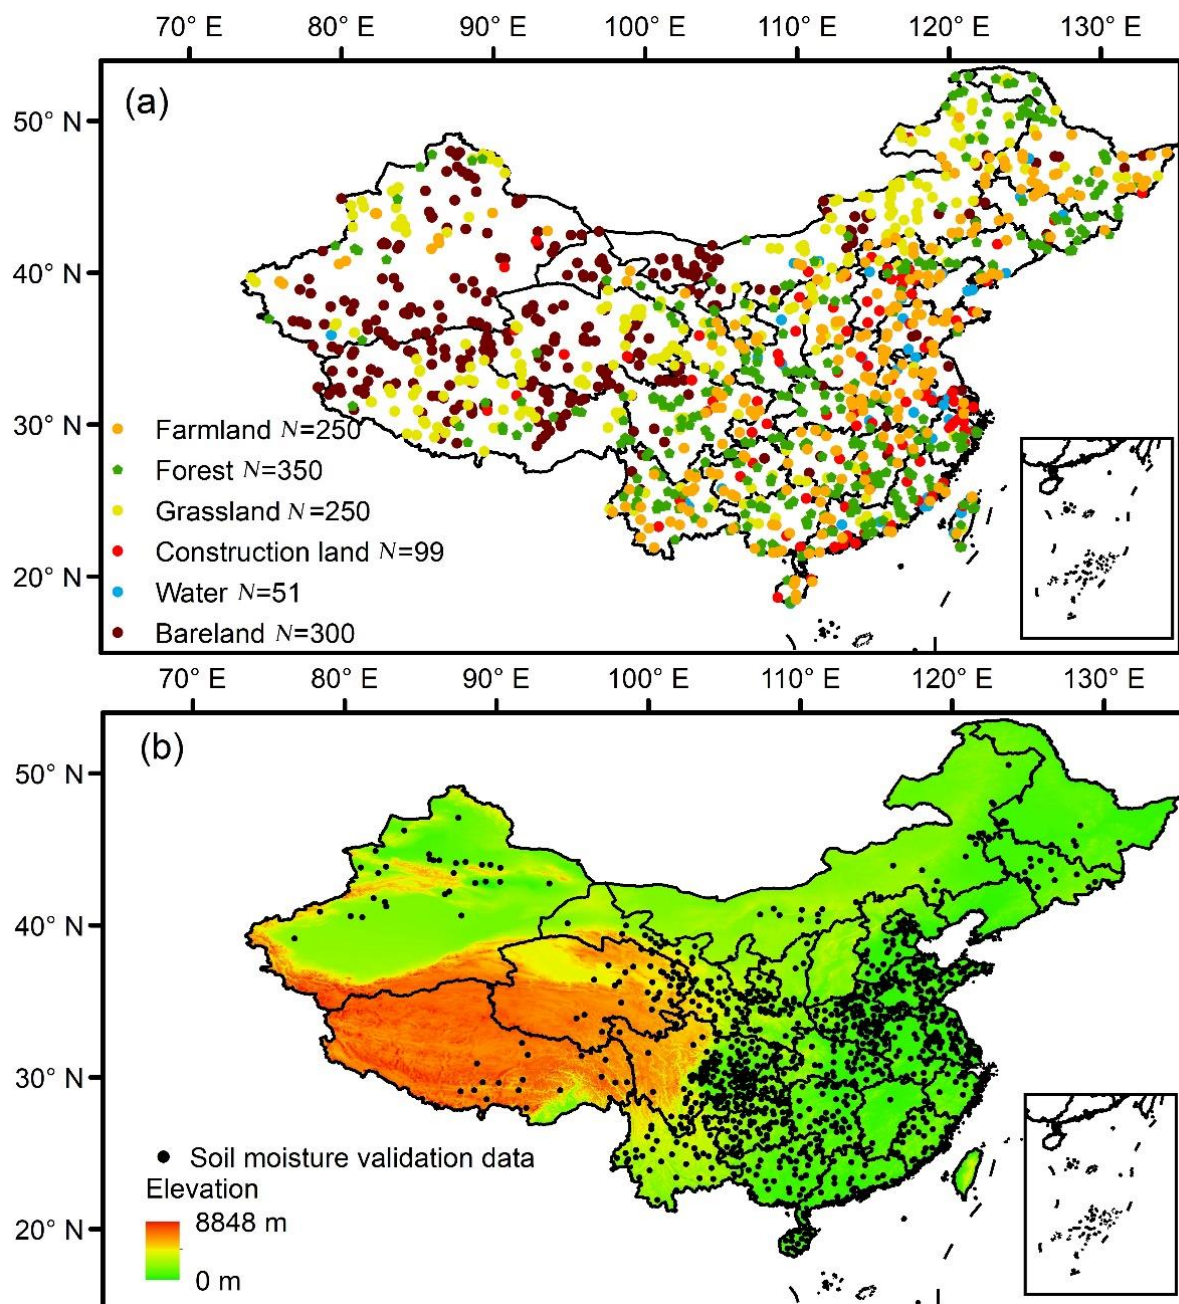 70° E 80° E 90° E 100° E 110° E 120° E 130° E
(a)
50° N
40° N
30° N
20° N
Farmland N=250
Forest N=350
Grassland N=250
Construction land N=99
Water N=51
Bareland N=300
70° E 80° E 90° E 100° E 110° E 120° E 130° E
(b)
50° N
40° N
30° N
20° N
Soil moisture validation data
Elevation
8848 m
0 m